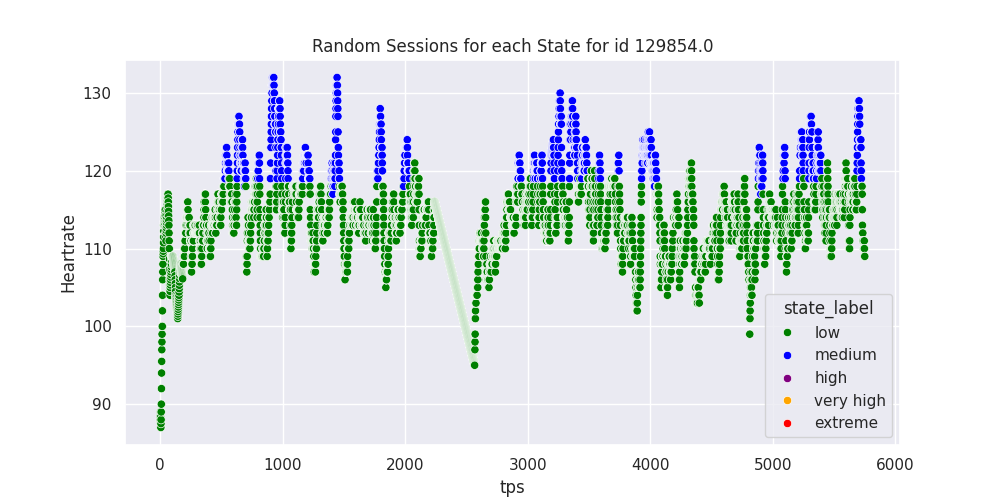 Random Sessions for each State for id 129854.0
Heartrate
130
120
110
100
90
0 1000 2000 3000 4000 5000 6000
tps
state_label
low
medium
high
very high
extreme